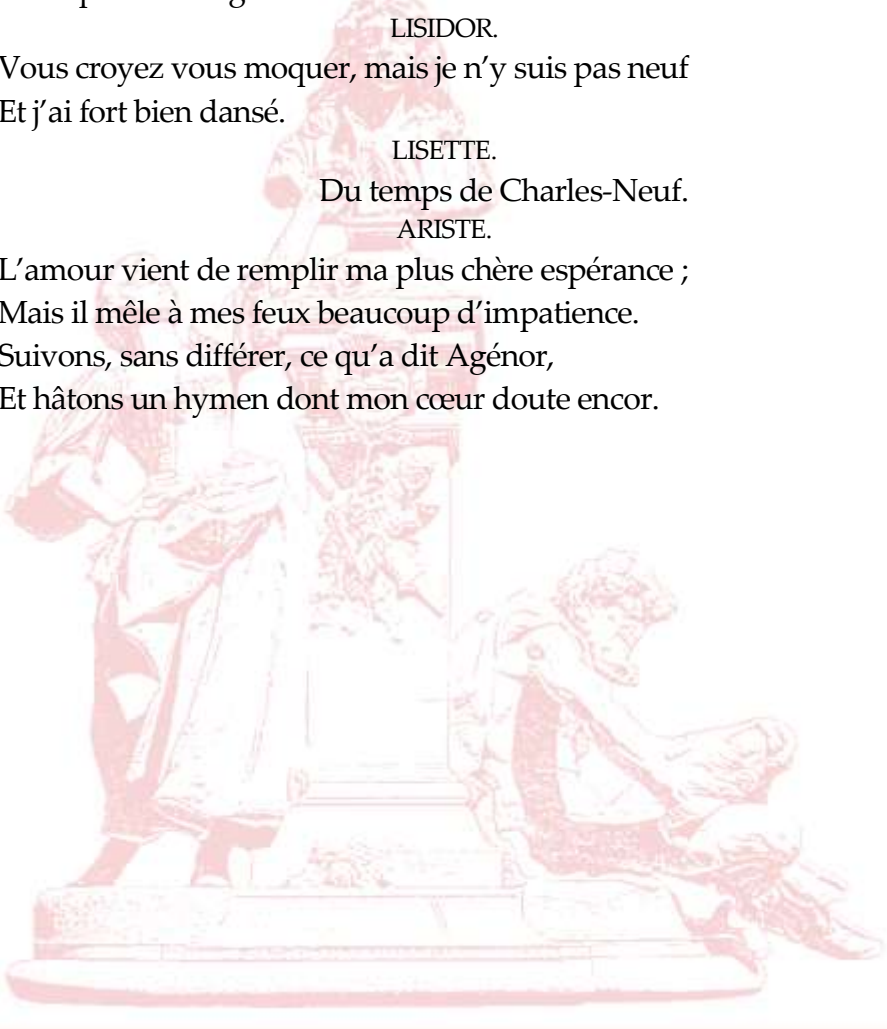 LISIDOR.
Vous croyez vous moquer, mais je n’y suis pas neuf
Et j’ai fort bien dansé.
LISETTE.
Du temps de Charles-Neuf.
ARISTE.
L’amour vient de remplir ma plus chère espérance ;
Mais il mêle à mes feux beaucoup d’impatience.
Suivons, sans différer, ce qu’a dit Agénor,
Et hâtons un hymen dont mon cœur doute encor.